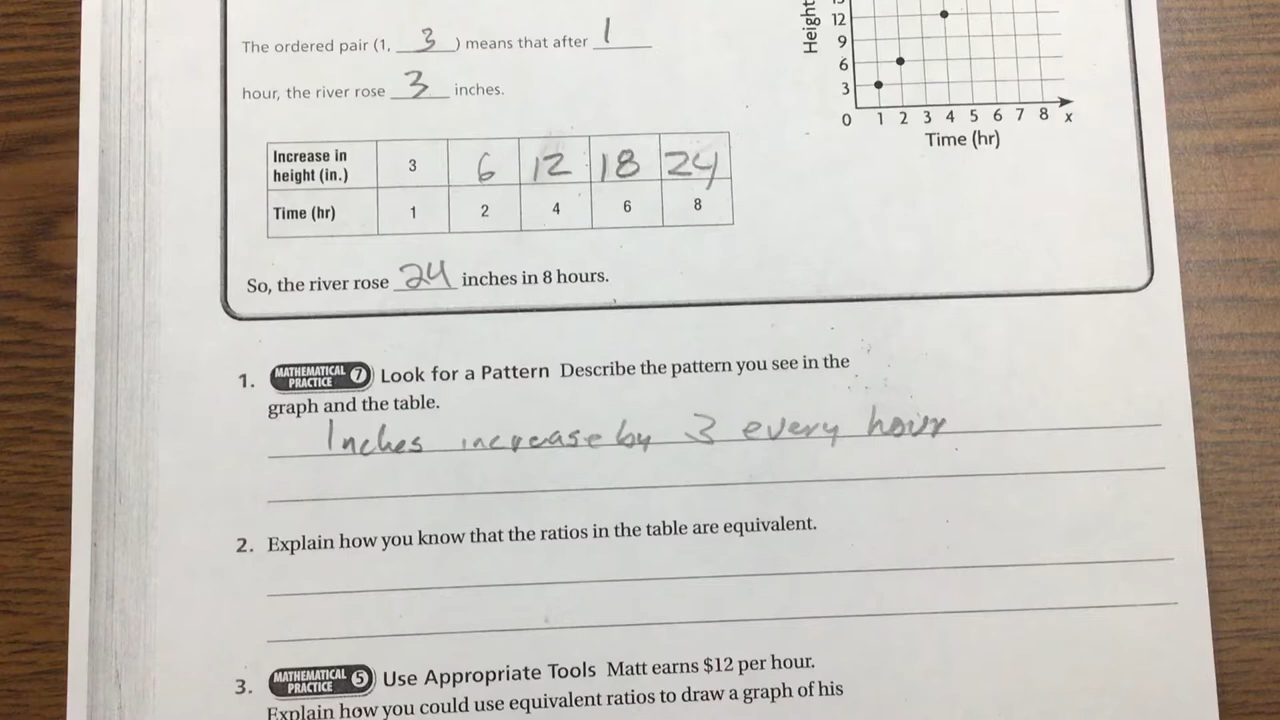 Height
12
9
6
3
0 1 2 3 4 5 6 7 8 x
Time (hr)
The ordered pair (1, 3 ) means that after 1
hour, the river rose 3 inches.
Increase in height (in.) 3 6 12 18 24
Time (hr) 1 2 4 6 8
So, the river rose 24 inches in 8 hours.
1. MATHEMATICAL PRACTICE 7 Look for a Pattern Describe the pattern you see in the
graph and the table.
Inches increase by 3 every hour
2. Explain how you know that the ratios in the table are equivalent.
3. MATHEMATICAL PRACTICE 5 Use Appropriate Tools Matt earns $12 per hour.
Explain how you could use equivalent ratios to draw a graph of his